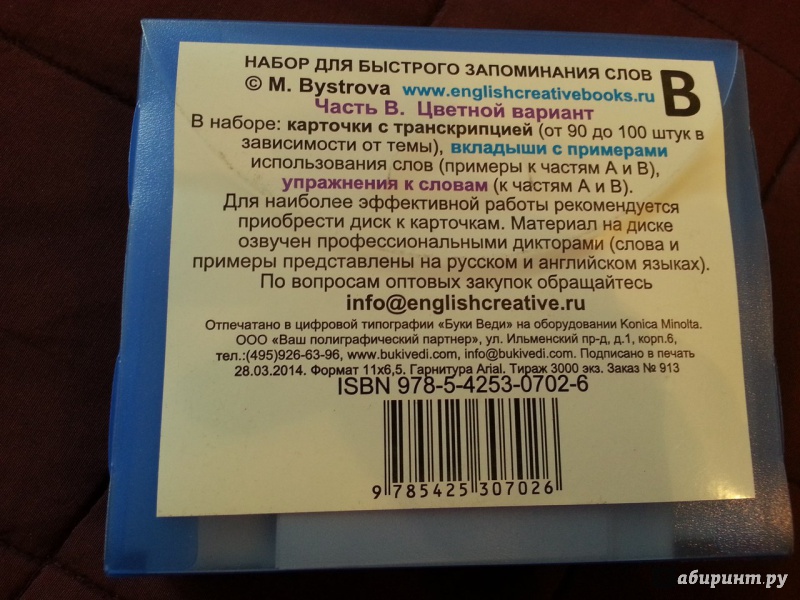 НАБОР ДЛЯ БЫСТРОГО ЗАПОМИНАНИЯ СЛОВ
B
© M. Bystrova www.englishcreativebooks.ru
Часть B. Цветной вариант
В наборе: карточки с транскрипцией (от 90 до 100 штук в
зависимости от темы), вкладыши с примерами
использования слов (примеры к частям А и В),
упражнения к словам (к частям А и В).
Для наиболее эффективной работы рекомендуется
приобрести диск к карточкам. Материал на диске
озвучен профессиональными дикторами (слова и
примеры представлены на русском и английском языках).
По вопросам оптовых закупок обращайтесь
info@englishcreative.ru
Отпечатано в цифровой типографии «Буки Веди» на оборудовании Konica Minolta.
ООО «Ваш полиграфический партнер», ул. Ильменский пр-д, д.1, корп.6,
тел.:(495)926-63-96, www.bukivedi.com, info@bukivedi.com. Подписано в печать
28.03.2014. Формат 11х6,5. Гарнитура Arial. Тираж 3000 экз. Заказ № 913
ISBN 978-5-4253-0702-6
9 785425 307026
абиринт.ру